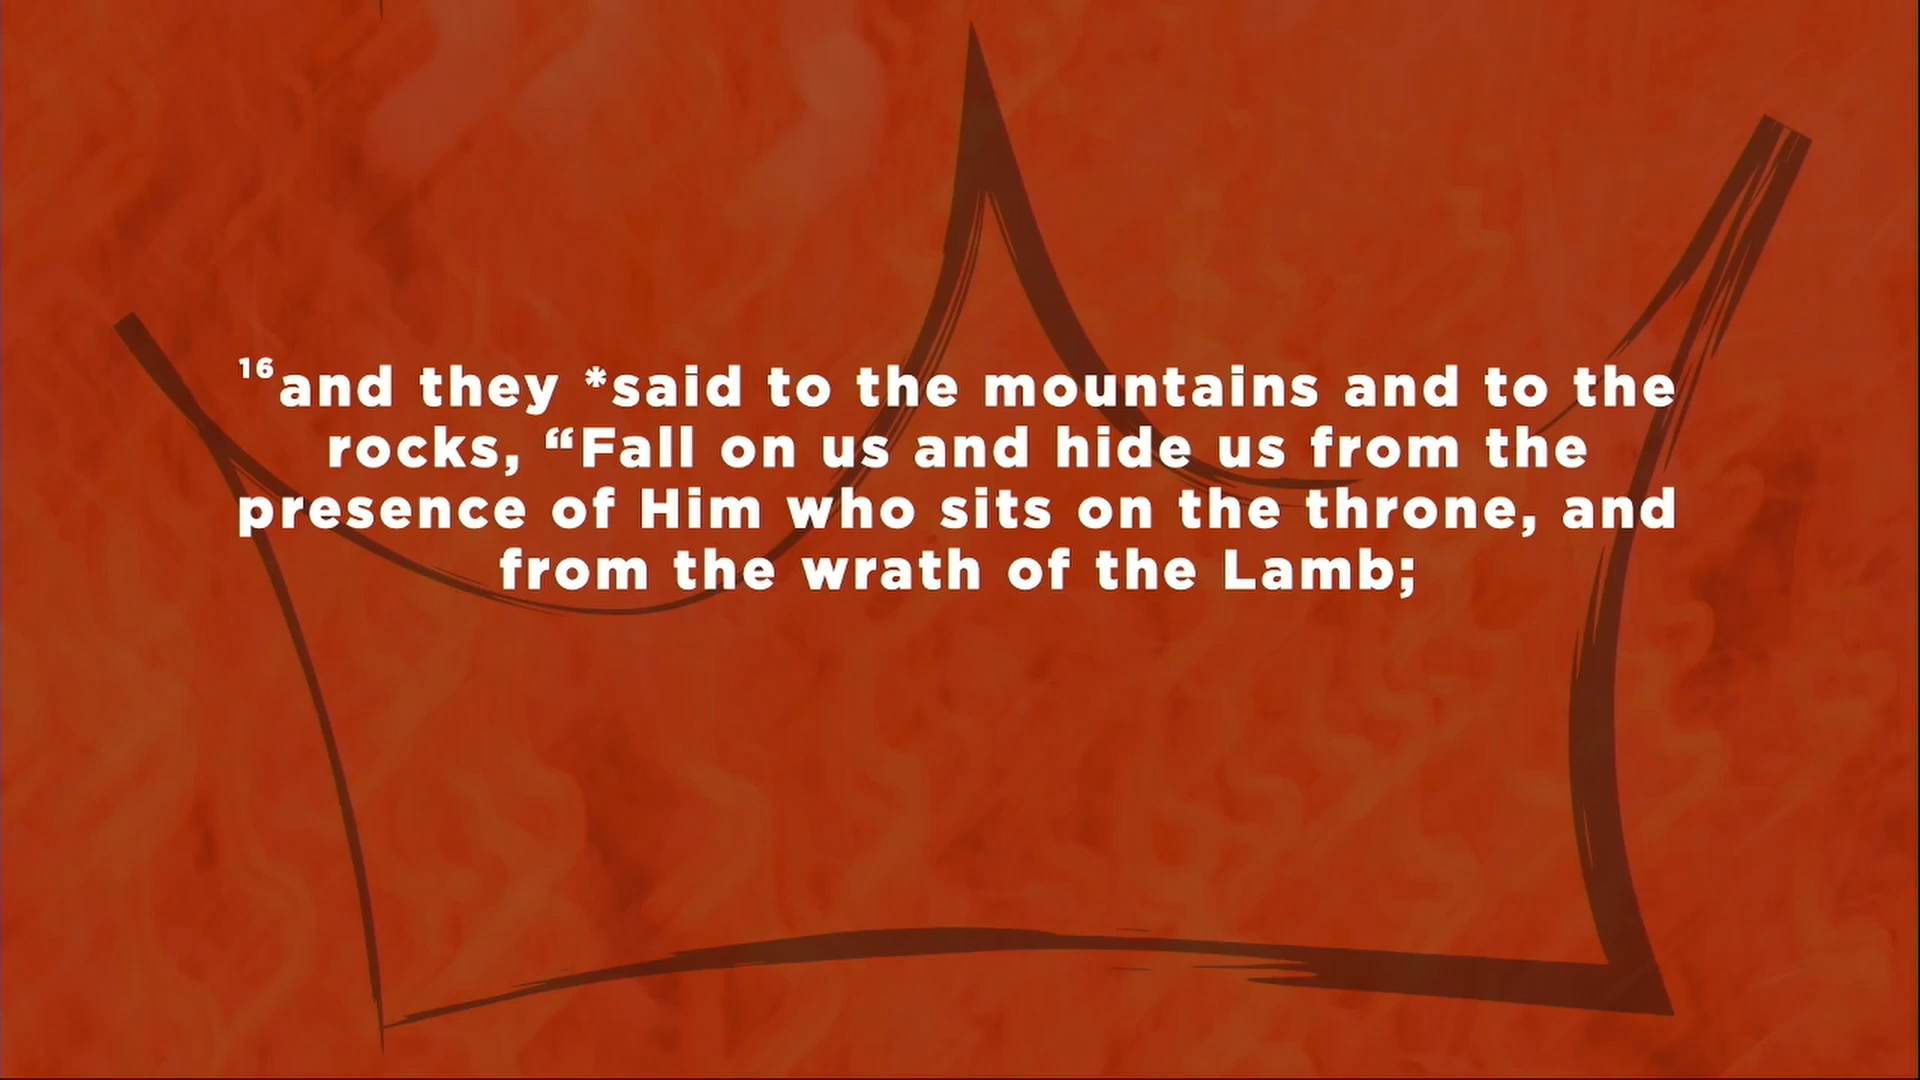 16and they *said to the mountains and to the
rocks, “Fall on us and hide us from the
presence of Him who sits on the throne, and
from the wrath of the Lamb;